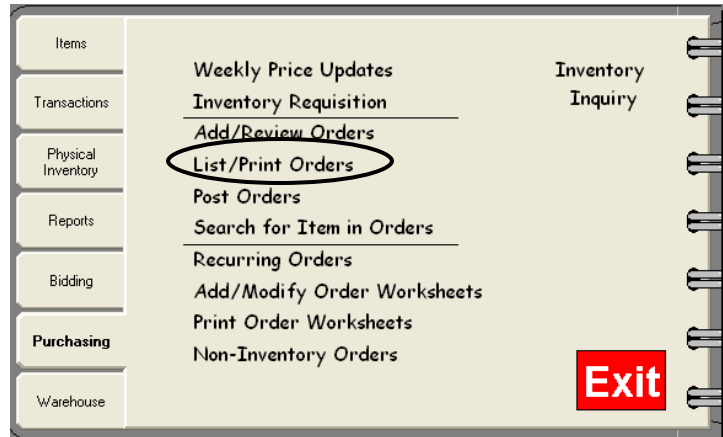 Items
Transactions
Physical
Inventory
Reports
Bidding
Purchasing
Warehouse
Weekly Price Updates
Inventory Requisition
Add/Review Orders
List/Print Orders
Post Orders
Search for Item in Orders
Recurring Orders
Add/Modify Order Worksheets
Print Order Worksheets
Non-Inventory Orders
Inventory
Inquiry
Exit